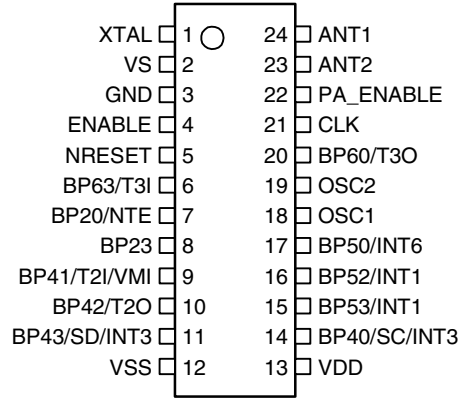 XTAL 1 24 ANT1
VS 2 23 ANT2
GND 3 22 PA_ENABLE
ENABLE 4 21 CLK
NRESET 5 20 BP60/T3O
BP63/T3I 6 19 OSC2
BP20/NTE 7 18 OSC1
BP23 8 17 BP50/INT6
BP41/T2I/VMI 9 16 BP52/INT1
BP42/T2O 10 15 BP53/INT1
BP43/SD/INT3 11 14 BP40/SC/INT3
VSS 12 13 VDD